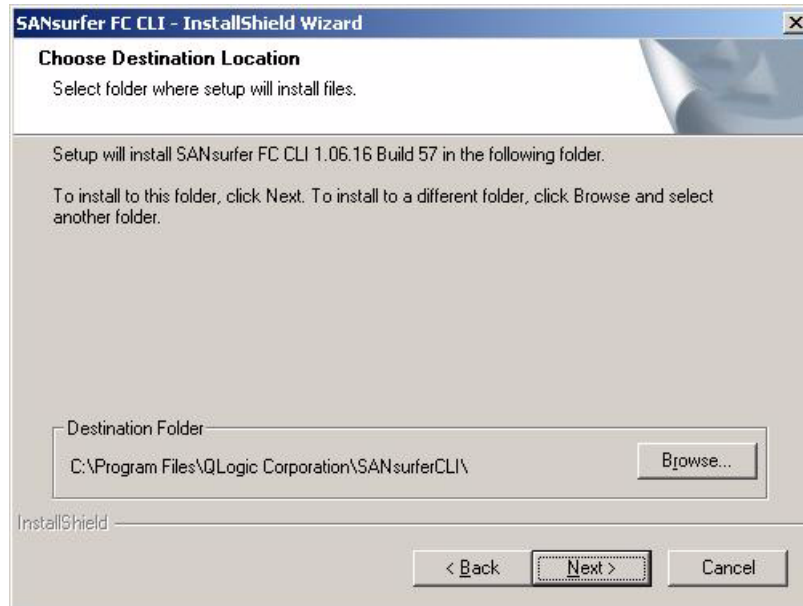 SANsurfer FC CLI - InstallShield Wizard
Choose Destination Location
Select folder where setup will install files.
Setup will install SANsurfer FC CLI 1.06.16 Build 57 in the following folder.
To install to this folder, click Next. To install to a different folder, click Browse and select
another folder.
Destination Folder
C:\Program Files\QLogic Corporation\SANsurferCLI\
Browse...
InstallShield
< Back
Next >
Cancel